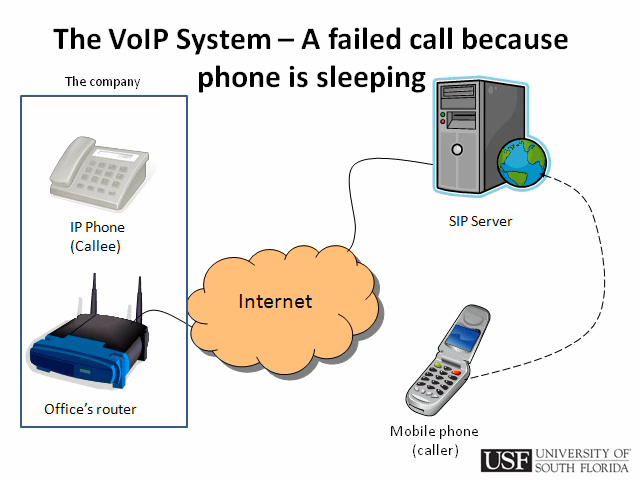 The VoIP System – A failed call because
phone is sleeping
The company
IP Phone
(Callee)
SIP Server
Internet
Office's router
Mobile phone
(caller)
USF UNIVERSITY OF
SOUTH FLORIDA